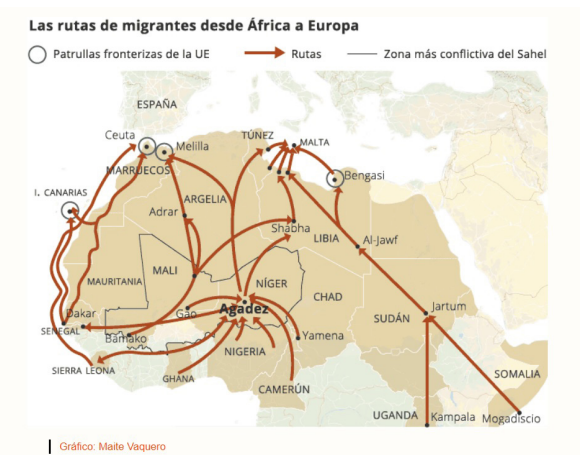 Las rutas de migrantes desde África a Europa
Patrullas fronterizas de la UE
Rutas
Zona más conflictiva del Sahel
ESPAÑA
Ceuta
Melilla
TÚNEZ
MALTA
MARRUECOS
Bengasi
I. CANARIAS
ARGELIA
Adrar
Shabha
LIBIA
Al-Jawf
MALI
MAURITANIA
NÍGER
CHAD
Agadez
Gao
Dakar
SENEGAL
Bamako
SUDÁN
Jartum
Yamena
NIGERIA
SIERRA LEONA
GHANA
CAMERÚN
SOMALIA
UGANDA
Kampala
Mogadiscio
Gráfico: Maite Vaquero